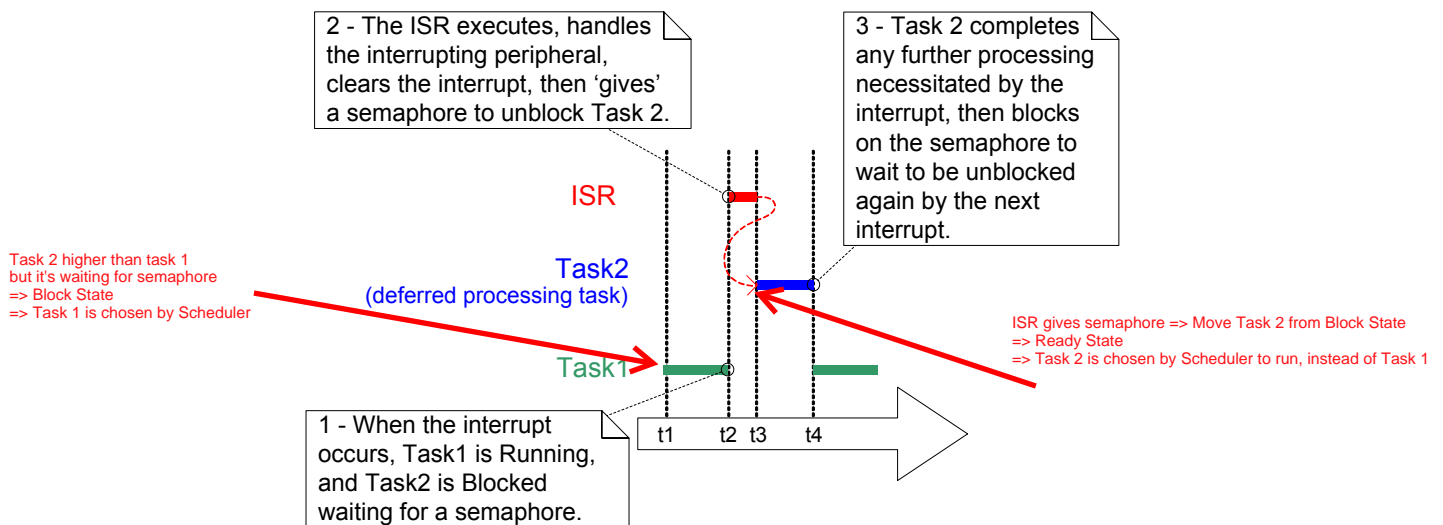 2 - The ISR executes, handles
the interrupting peripheral,
clears the interrupt, then ‘gives’
a semaphore to unblock Task 2.
3 - Task 2 completes
any further processing
necessitated by the
interrupt, then blocks
on the semaphore to
wait to be unblocked
again by the next
interrupt.
ISR
Task 2 higher than task 1
but it's waiting for semaphore
=> Block State
=> Task 1 is chosen by Scheduler
Task2
(deferred processing task)
ISR gives semaphore => Move Task 2 from Block State
=> Ready State
=> Task 2 is chosen by Scheduler to run, instead of Task 1
Task1
1 - When the interrupt
occurs, Task1 is Running,
and Task2 is Blocked
waiting for a semaphore.
t1 t2 t3 t4